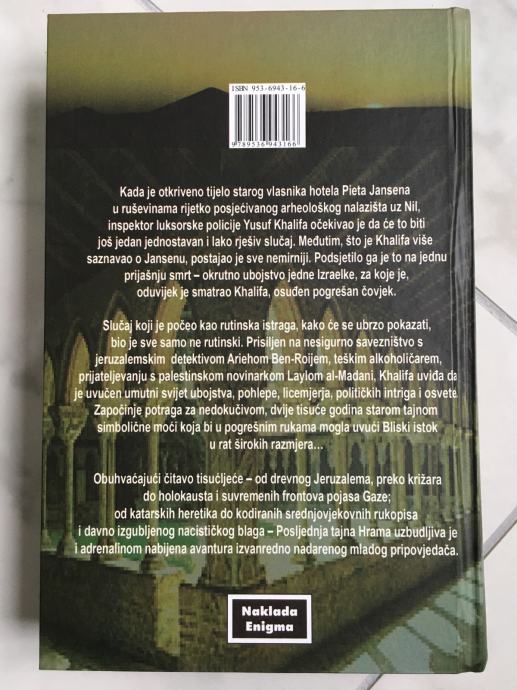 ISBN 953-6943-16-6
9789536943166
Kada je otkriveno tijelo starog vlasnika hotela Pieta Jansena
u ruševinama rijetko posjećivanog arheološkog nalazišta uz Nil,
inspektor luksorske policije Yusuf Khalifa očekivao je da će to biti
još jedan jednostavan i lako rješiv slučaj. Međutim, što je Khalifa više
saznavao o Jansenu, postajao je sve nemirniji. Podsjetilo ga je to na jednu
prijašnju smrt – okrutno ubojstvo jedne Izraelke, za koje je,
oduvijek je smatrao Khalifa, osuđen pogrešan čovjek.
Slučaj koji je počeo kao rutinska istraga, kako će se ubrzo pokazati,
bio je sve samo ne rutinski. Prisiljen na nesigurno savezništvo s
jeruzalemskim detektivom Ariehom Ben-Roijem, teškim alkoholičarem,
prijateljevanju s palestinskom novinarkom Laylom al-Madani, Khalifa uviđa da
je uvučen umutni svijet ubojstva, pohlepe, licemjerja, političkih intriga i osvete.
Započinje potraga za nedokučivom, dvije tisuće godina starom tajnom
simbolične moći koja bi u pogrešnim rukama mogla uvući Bliski istok
u rat širokih razmjera...
Obuhvaćajući čitavo tisućljeće – od drevnog Jeruzalema, preko križara
do holokausta i suvremenih frontova pojasa Gaze;
od katarskih heretika do kodiranih srednjovjekovnih rukopisa
i davno izgubljenog nacističkog blaga – Posljednja tajna Hrama uzbudljiva je
i adrenalinom nabijena avantura izvanredno nadarenog mladog pripovjedača.
Naklada
Enigma